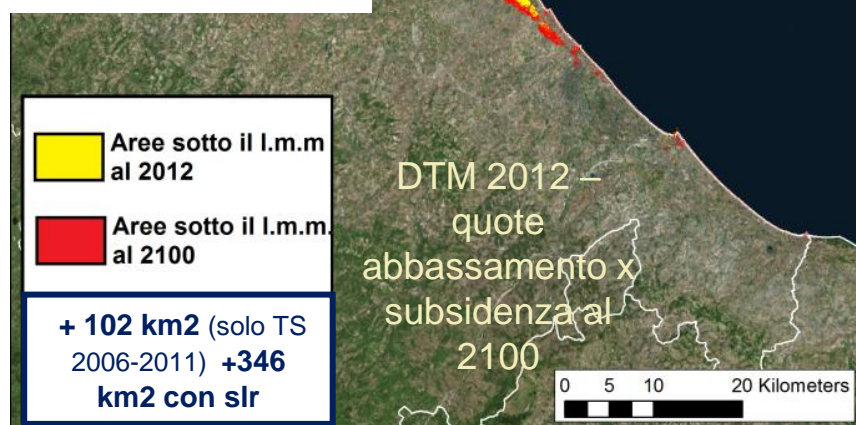 Aree sotto il l.m.m
al 2012
Aree sotto il l.m.m.
al 2100
+ 102 km2 (solo TS
2006-2011) +346
km2 con slr
DTM 2012 –
quote
abbassamento x
subsidenza al
2100
0 5 10 20 Kilometers